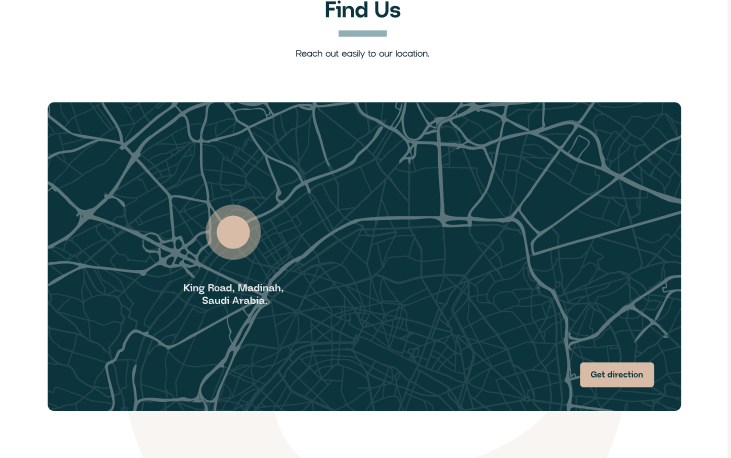 Find Us
Reach out easily to our location.
King Road, Madinah,
Saudi Arabia.
Get direction